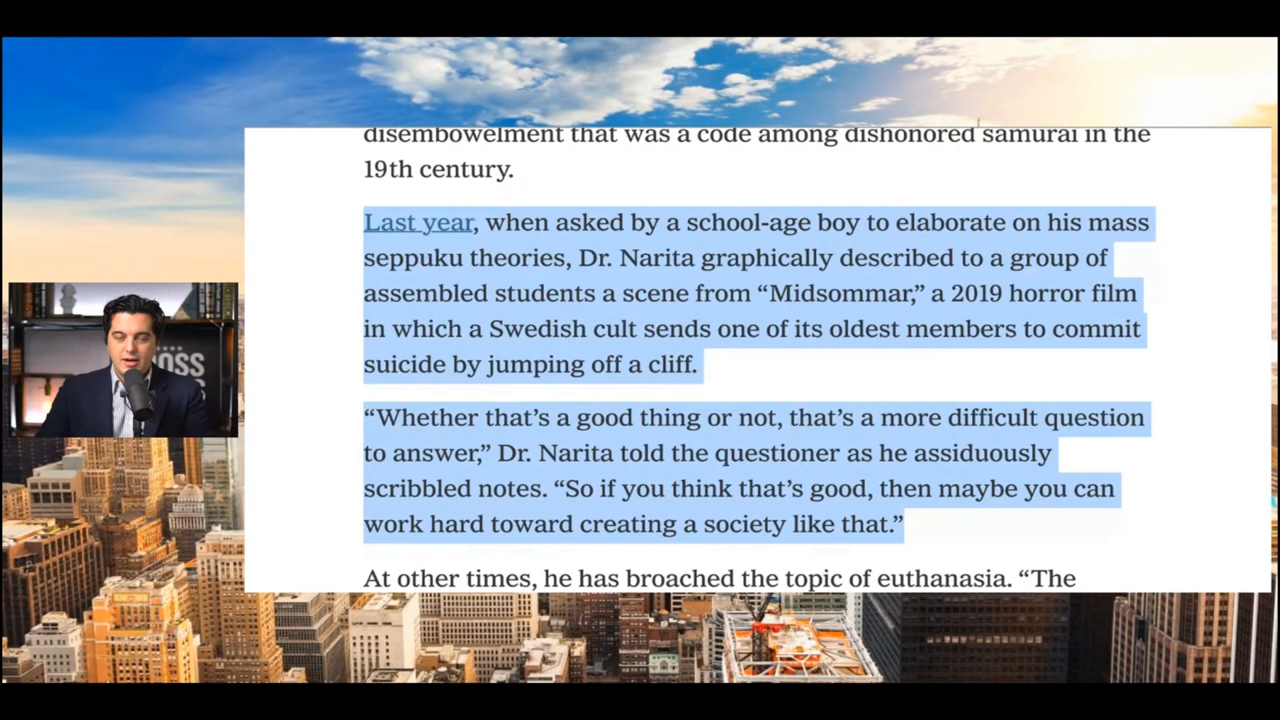 disembowelment that was a code among dishonored samurai in the
19th century.
Last year, when asked by a school-age boy to elaborate on his mass
seppuku theories, Dr. Narita graphically described to a group of
assembled students a scene from “Midsommar,” a 2019 horror film
in which a Swedish cult sends one of its oldest members to commit
suicide by jumping off a cliff.
“Whether that’s a good thing or not, that’s a more difficult question
to answer,” Dr. Narita told the questioner as he assiduously
scribbled notes. “So if you think that’s good, then maybe you can
work hard toward creating a society like that.”
At other times, he has broached the topic of euthanasia. “The